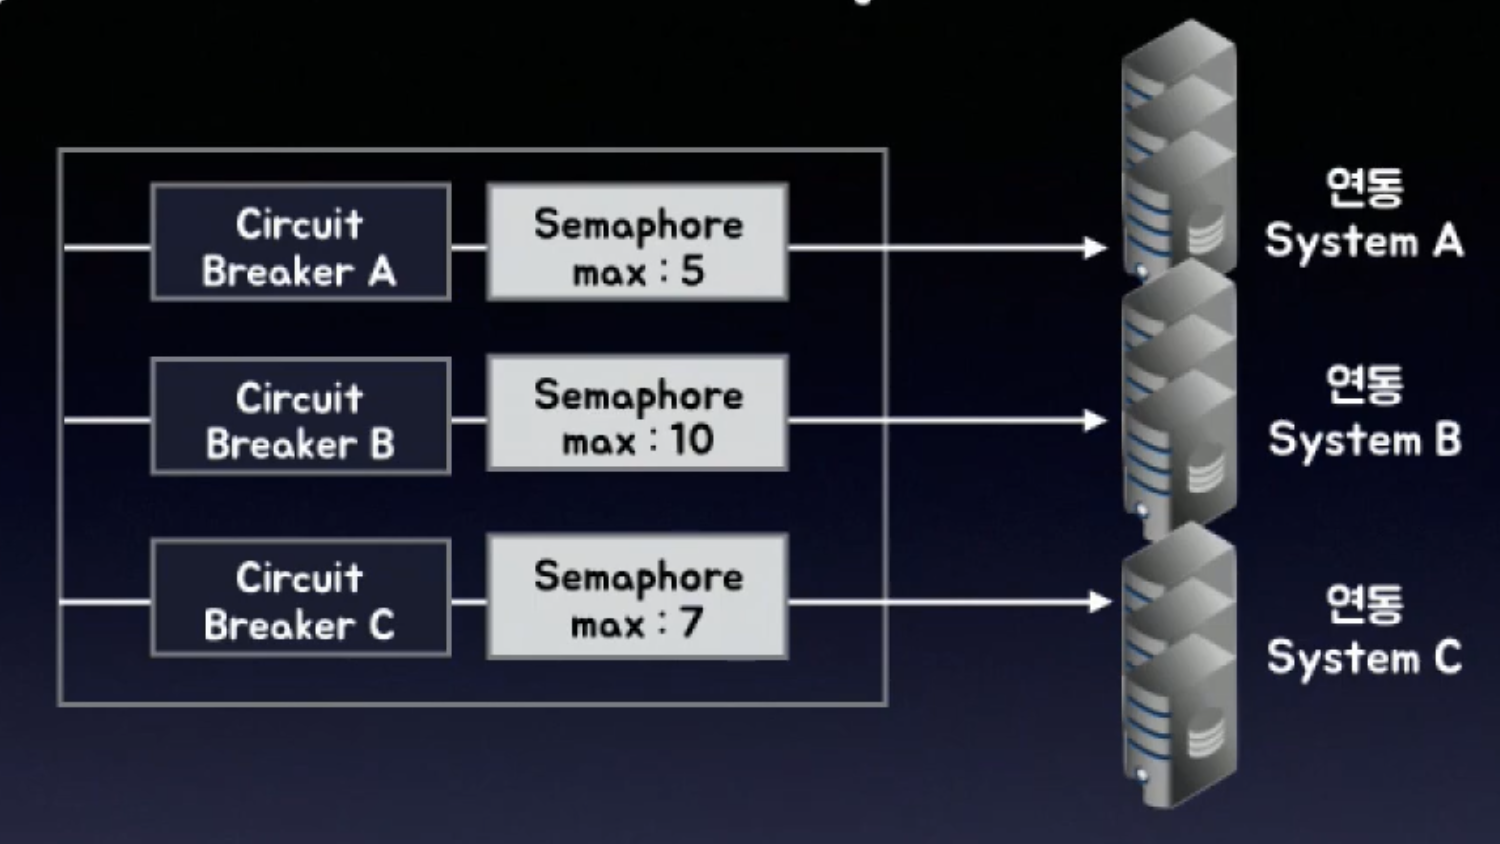 Circuit
Breaker A
Semaphore
max : 5
연동
System A
Circuit
Breaker B
Semaphore
max : 10
연동
System B
Circuit
Breaker C
Semaphore
max : 7
연동
System C